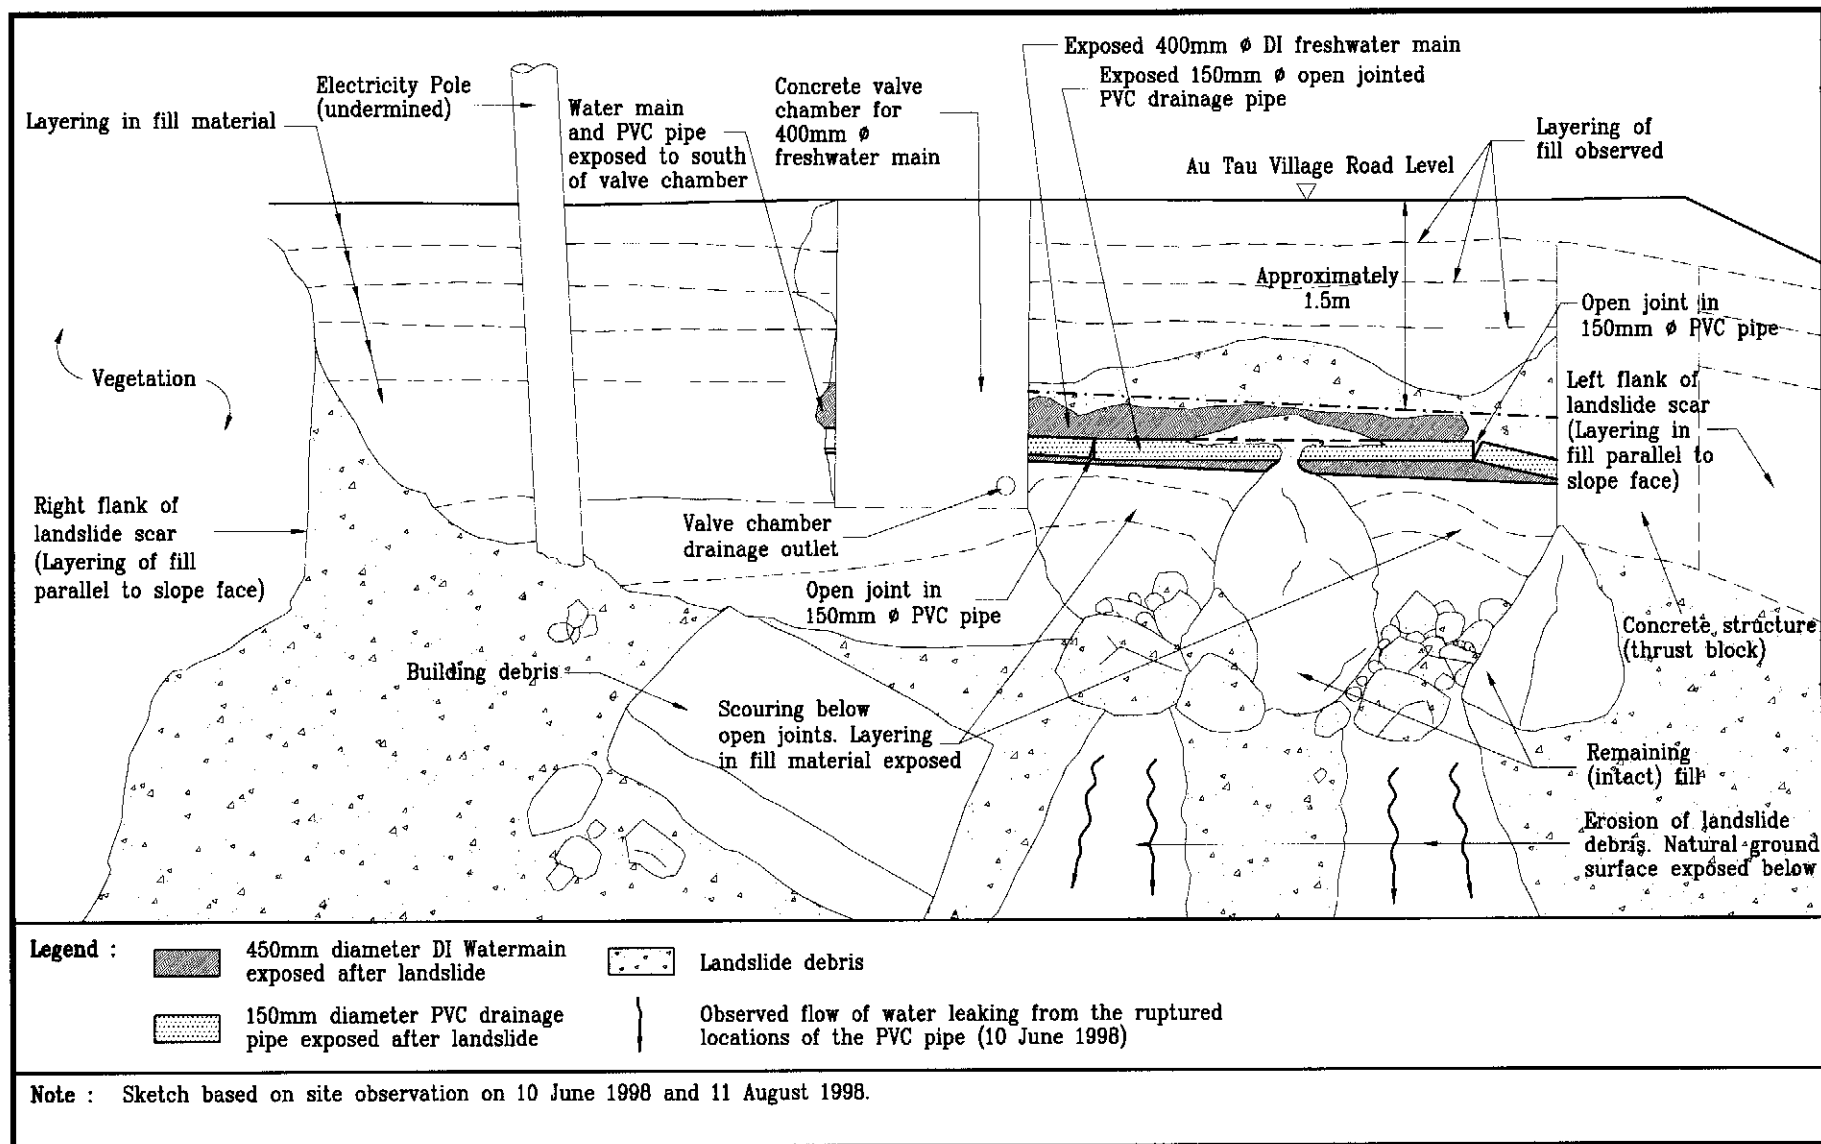 Exposed 400mm ø DI freshwater main
Exposed 150mm ø open jointed
PVC drainage pipe
Electricity Pole
(undermined)
Concrete valve
chamber for
400mm ø
freshwater main
Water main
and PVC pipe
exposed to south
of valve chamber
Layering in fill material
Layering of
fill observed
Au Tau Village Road Level
Approximately
1.5m
Open joint in
150mm ø PVC pipe
Vegetation
Left flank of
landslide scar
(Layering in
fill parallel to
slope face)
Right flank of
landslide scar
(Layering of fill
parallel to slope face)
Valve chamber
drainage outlet
Open joint in
150mm ø PVC pipe
Concrete structure
(thrust block)
Building debris
Scouring below
open joints. Layering
in fill material exposed
Remaining
(intact) fill
Erosion of landslide
debris. Natural ground
surface exposed below
Legend :
450mm diameter DI Watermain
exposed after landslide
Landslide debris
150mm diameter PVC drainage
pipe exposed after landslide
Observed flow of water leaking from the ruptured
locations of the PVC pipe (10 June 1998)
Note : Sketch based on site observation on 10 June 1998 and 11 August 1998.